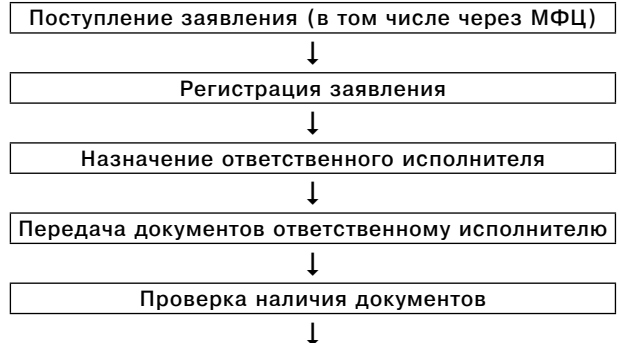 Поступление заявления (в том числе через МФЦ)
Регистрация заявления
Назначение ответственного исполнителя
Передача документов ответственному исполнителю
Проверка наличия документов